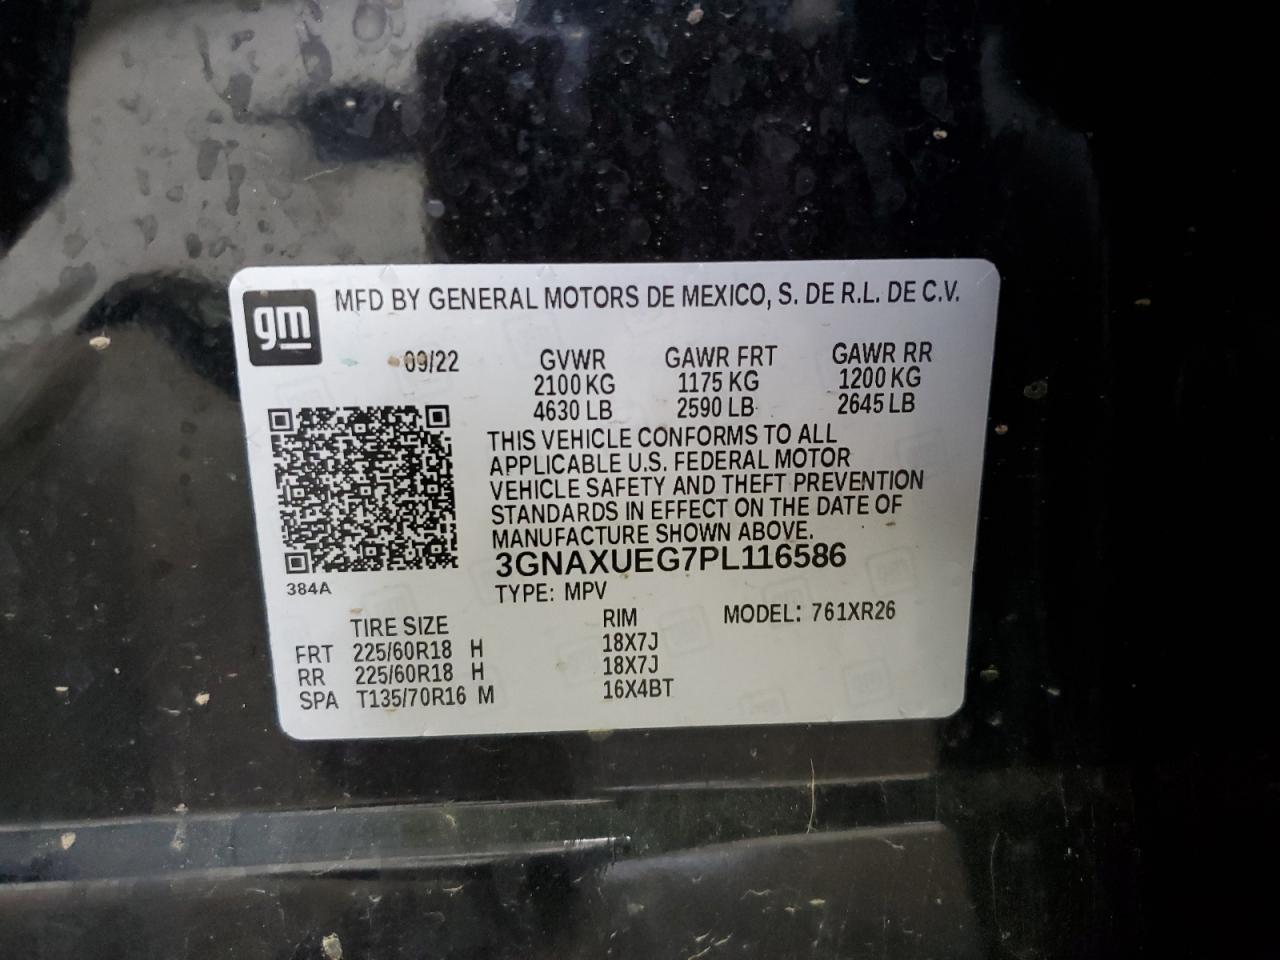 gm
MFD BY GENERAL MOTORS DE MEXICO, S. DE R.L. DE C.V.
09/22 GVWR GAWR FRT GAWR RR
2100 KG 1175 KG 1200 KG
4630 LB 2590 LB 2645 LB
THIS VEHICLE CONFORMS TO ALL
APPLICABLE U.S. FEDERAL MOTOR
VEHICLE SAFETY AND THEFT PREVENTION
STANDARDS IN EFFECT ON THE DATE OF
MANUFACTURE SHOWN ABOVE.
3GNAXUEG7PL116586
384A
TYPE: MPV
TIRE SIZE RIM MODEL: 761XR26
FRT 225/60R18 H 18X7J
RR 225/60R18 H 18X7J
SPA T135/70R16 M 16X4BT